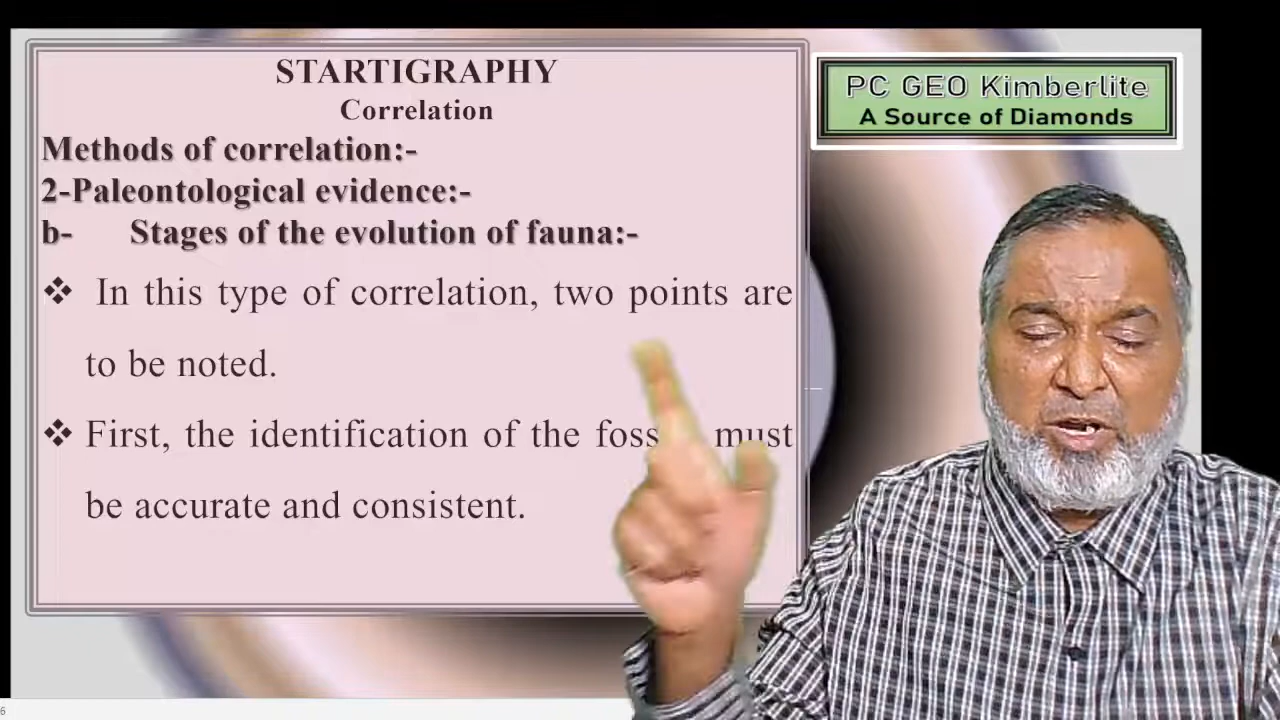 STARTIGRAPHY
Correlation
Methods of correlation:-
2-Paleontological evidence:-
b- Stages of the evolution of fauna:-
❖ In this type of correlation, two points are
to be noted.
❖ First, the identification of the foss must
be accurate and consistent.
PC GEO Kimberlite
A Source of Diamonds
6